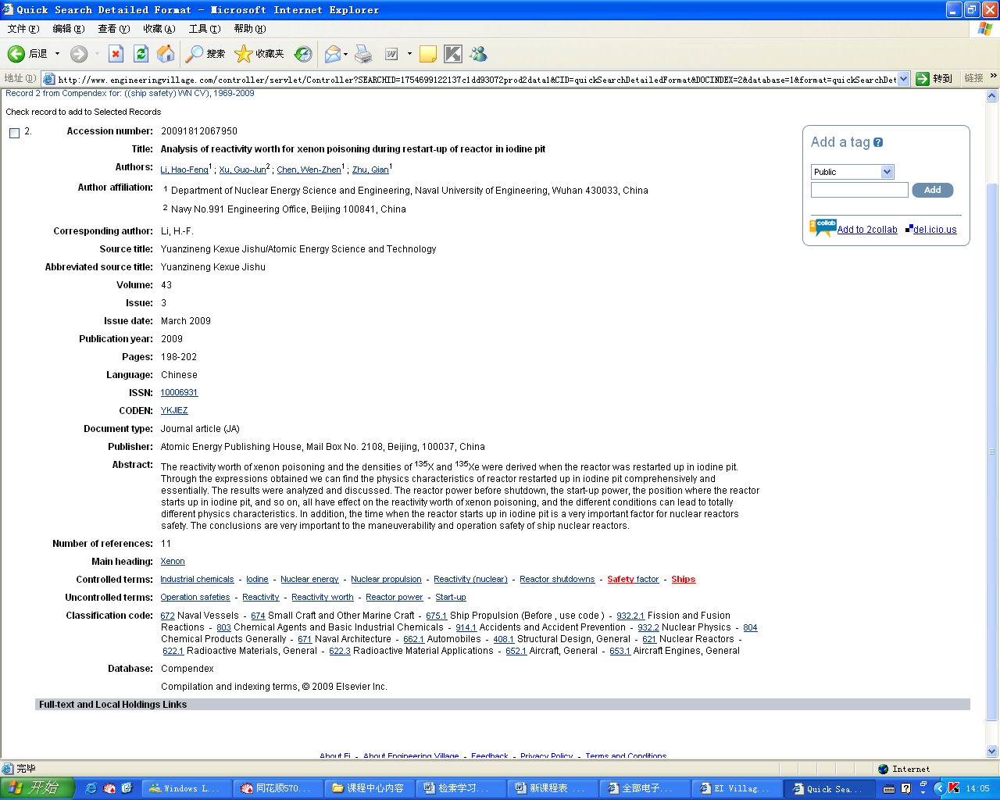 Quick Search Detailed Format - Microsoft Internet Explorer
文件(F) 编辑(E) 查看(V) 收藏(A) 工具(T) 帮助(H)
后退 搜索 收藏夹
地址(D) http://www.engineeringvillage.com/controller/servlet/Controller?SEARCHID=1754699122137c1dd93072prod2data1&CID=quickSearchDetailedFormat&DOCINDEX=2&database=1&format=quickSearchDet 转到 链接 »
Record 2 from Compendex for: ((ship safety) WN CV), 1969-2009
Check record to add to Selected Records
2. Accession number: 20091812067950
Title: Analysis of reactivity worth for xenon poisoning during restart-up of reactor in iodine pit
Authors: Li, Hao-Feng1 ; Xu, Guo-Jun2 ; Chen, Wen-Zhen1 ; Zhu, Qian1
Author affiliation: 1 Department of Nuclear Energy Science and Engineering, Naval University of Engineering, Wuhan 430033, China
2 Navy No.991 Engineering Office, Beijing 100841, China
Corresponding author: Li, H.-F.
Source title: Yuanzineng Kexue Jishu/Atomic Energy Science and Technology
Abbreviated source title: Yuanzineng Kexue Jishu
Volume: 43
Issue: 3
Issue date: March 2009
Publication year: 2009
Pages: 198-202
Language: Chinese
ISSN: 10006931
CODEN: YKJIEZ
Document type: Journal article (JA)
Publisher: Atomic Energy Publishing House, Mail Box No. 2108, Beijing, 100037, China
Abstract: The reactivity worth of xenon poisoning and the densities of 135X and 135Xe were derived when the reactor was restarted up in iodine pit.
Through the expressions obtained we can find the physics characteristics of reactor restarted up in iodine pit comprehensively and
essentially. The results were analyzed and discussed. The reactor power before shutdown, the start-up power, the position where the reactor
starts up in iodine pit, and so on, all have effect on the reactivity worth of xenon poisoning, and the different conditions can lead to totally
different physics characteristics. In addition, the time when the reactor starts up in iodine pit is a very important factor for nuclear reactors
safety. The conclusions are very important to the maneuverability and operation safety of ship nuclear reactors.
Number of references: 11
Main heading: Xenon
Controlled terms: Industrial chemicals - Iodine - Nuclear energy - Nuclear propulsion - Reactivity (nuclear) - Reactor shutdowns - Safety factor - Ships
Uncontrolled terms: Operation safeties - Reactivity - Reactivity worth - Reactor power - Start-up
Classification code: 672 Naval Vessels - 674 Small Craft and Other Marine Craft - 675.1 Ship Propulsion (Before , use code ) - 932.2.1 Fission and Fusion
Reactions - 803 Chemical Agents and Basic Industrial Chemicals - 914.1 Accidents and Accident Prevention - 932.2 Nuclear Physics - 804
Chemical Products Generally - 671 Naval Architecture - 662.1 Automobiles - 408.1 Structural Design, General - 621 Nuclear Reactors -
622.1 Radioactive Materials, General - 622.3 Radioactive Material Applications - 652.1 Aircraft, General - 653.1 Aircraft Engines, General
Database: Compendex
Compilation and indexing terms, © 2009 Elsevier Inc.
Full-text and Local Holdings Links
Add a tag ?
Public
Add
2 collab Add to 2collab del.icio.us
About Ei - About Engineering Village - Feedback - Privacy Policy - Terms and Conditions
完毕 Internet
开始 Windows L... 同花顺570... 课程中心内容 检索学习... 新课程表 ... 全部电子... EI Villag... Quick Sea... 14:05